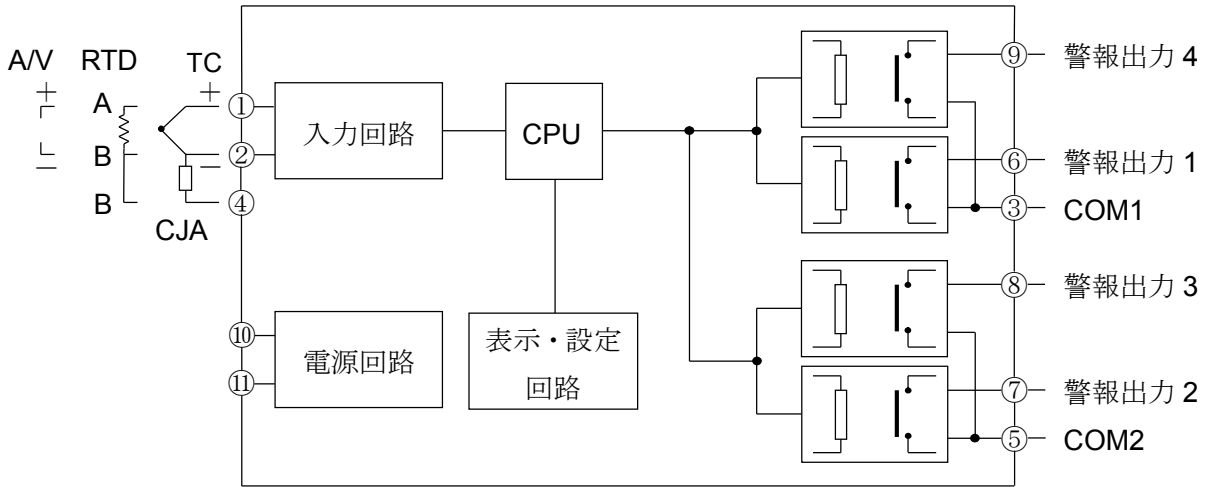 A/V
RTD
TC
+
+
A
B
B
−
−
CJA
①
②
④
⑩
⑪
入力回路
電源回路
CPU
表示・設定
回路
⑨ 警報出力 4
⑥ 警報出力 1
③ COM1
⑧ 警報出力 3
⑦ 警報出力 2
⑤ COM2